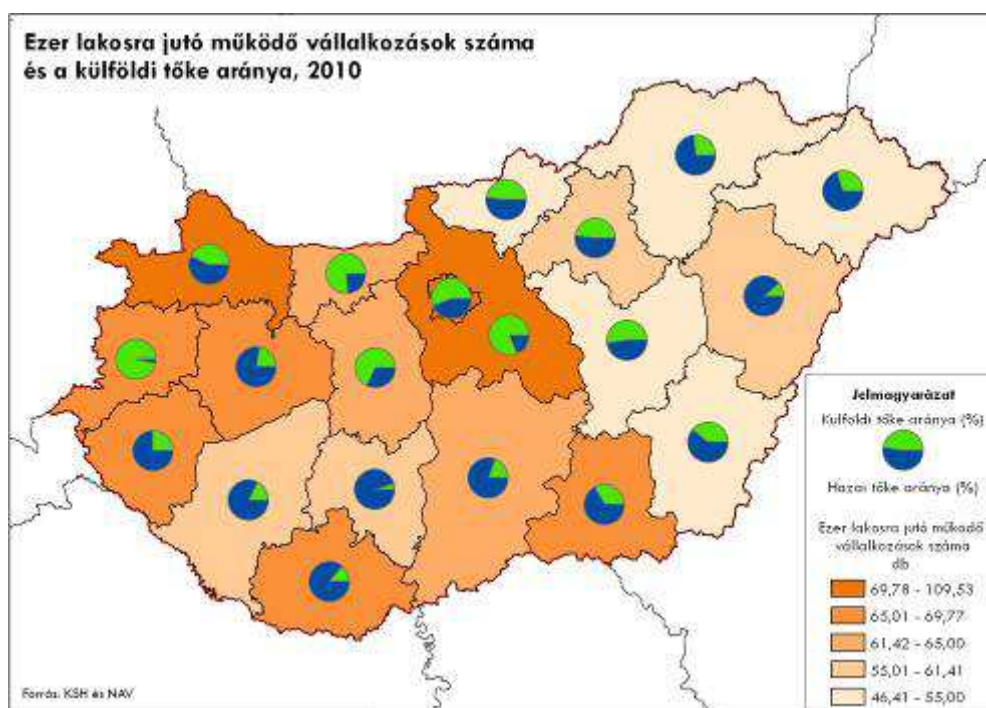 Ezer lakosra jutó működő vállalkozások száma
és a külföldi tőke aránya, 2010
Jelmagyarázat
Külföldi tőke aránya (%)
Hazai tőke aránya (%)
Ezer lakosra jutó működő
vállalkozások száma
db
69,78 - 109,53
65,01 - 69,77
61,42 - 65,00
55,01 - 61,41
46,41 - 55,00
Forrás: KSH és NAV